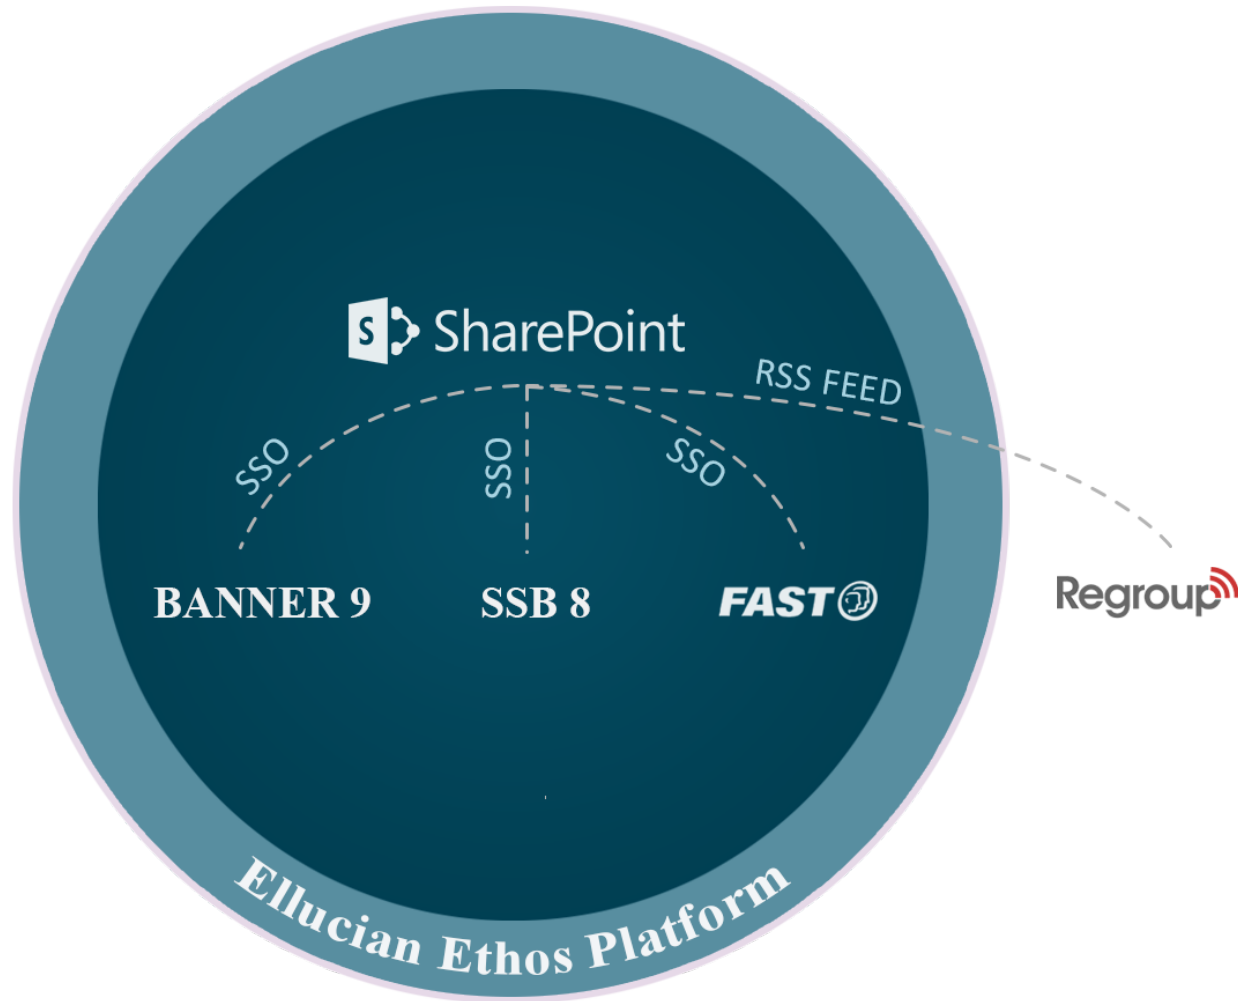 S SharePoint
RSS FEED
SSO
SSO
SSO
BANNER 9
SSB 8
FAST
Regroup
Ellucian Ethos Platform